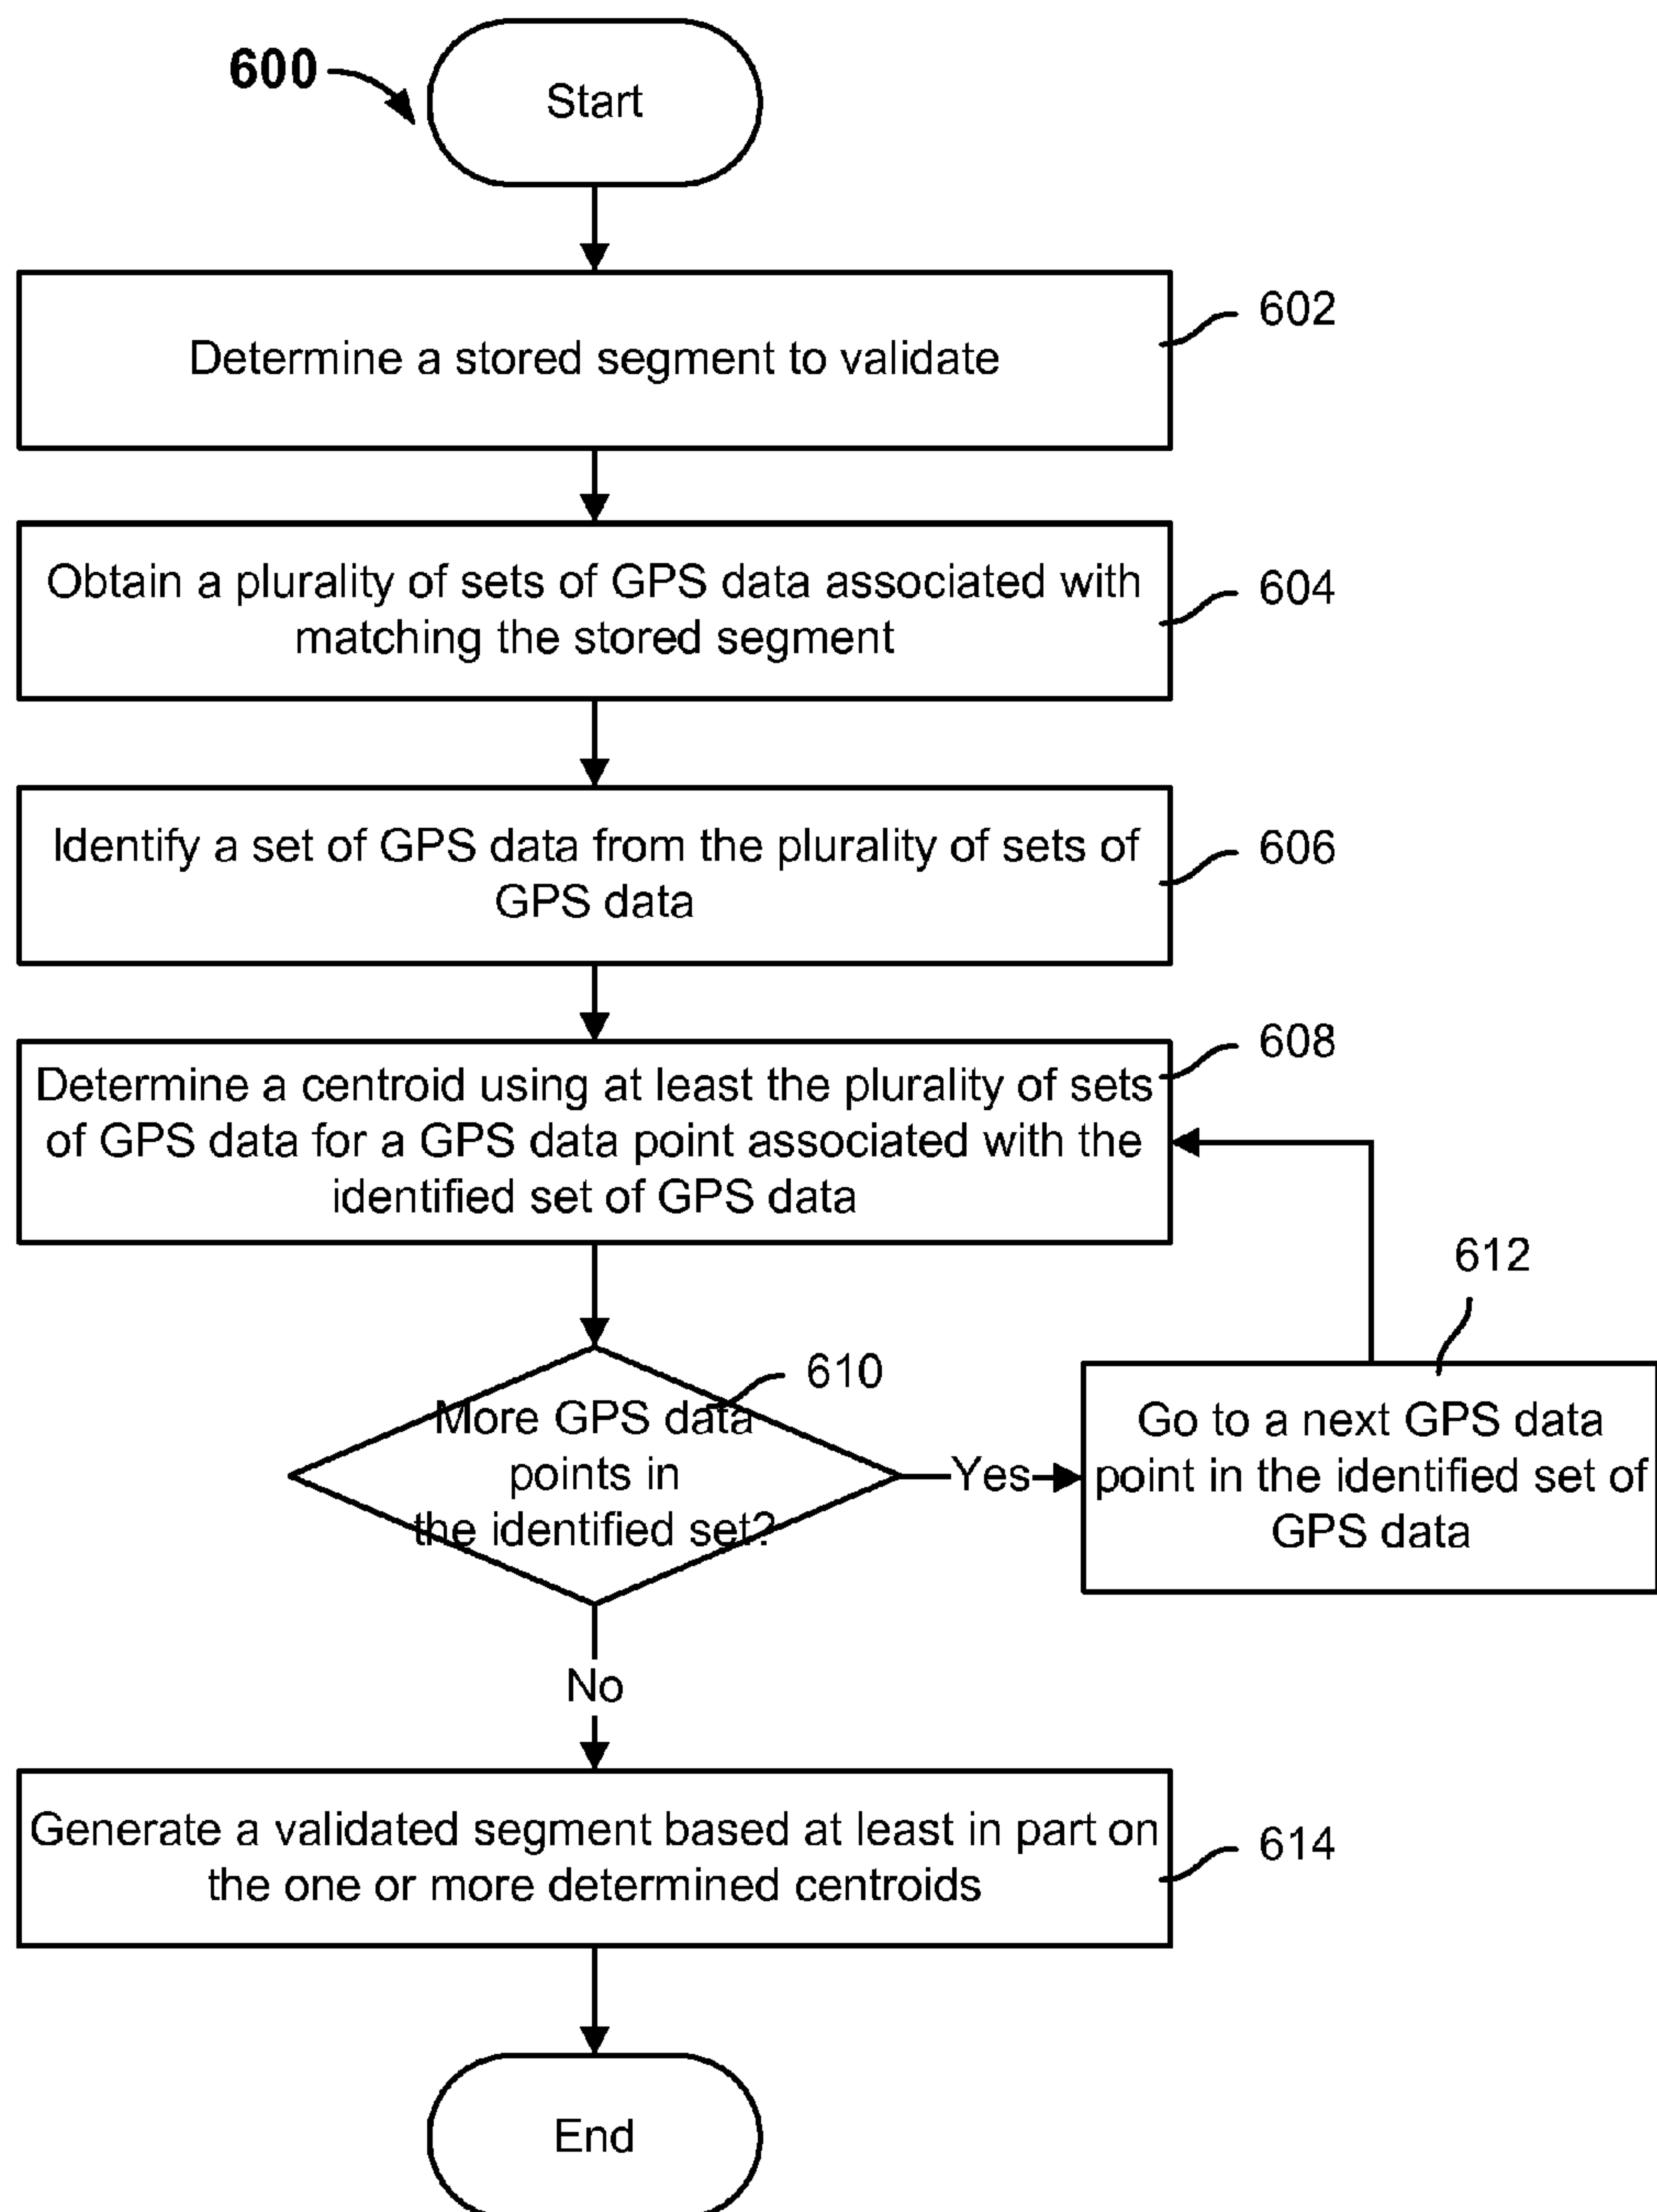 600
Start
602
Determine a stored segment to validate
Obtain a plurality of sets of GPS data associated with
matching the stored segment
604
Identify a set of GPS data from the plurality of sets of
GPS data
606
608
Determine a centroid using at least the plurality of sets
of GPS data for a GPS data point associated with the
identified set of GPS data
612
610
More GPS data
points in
the identified set?
Yes
Go to a next GPS data
point in the identified set of
GPS data
No
Generate a validated segment based at least in part on
the one or more determined centroids
614
End